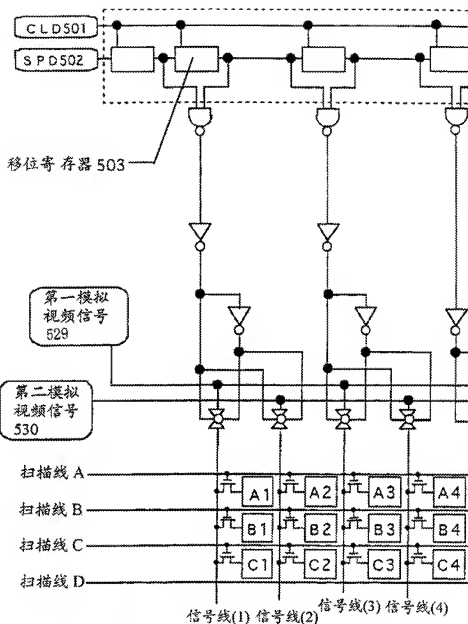 CLD501
SPD502
移位寄存器503
第一模拟
视频信号
529
第二模拟
视频信号
530
扫描线 A
A1 A2 A3 A4
扫描线 B
B1 B2 B3 B4
扫描线 C
C1 C2 C3 C4
扫描线 D
信号线(1) 信号线(2) 信号线(3) 信号线(4)